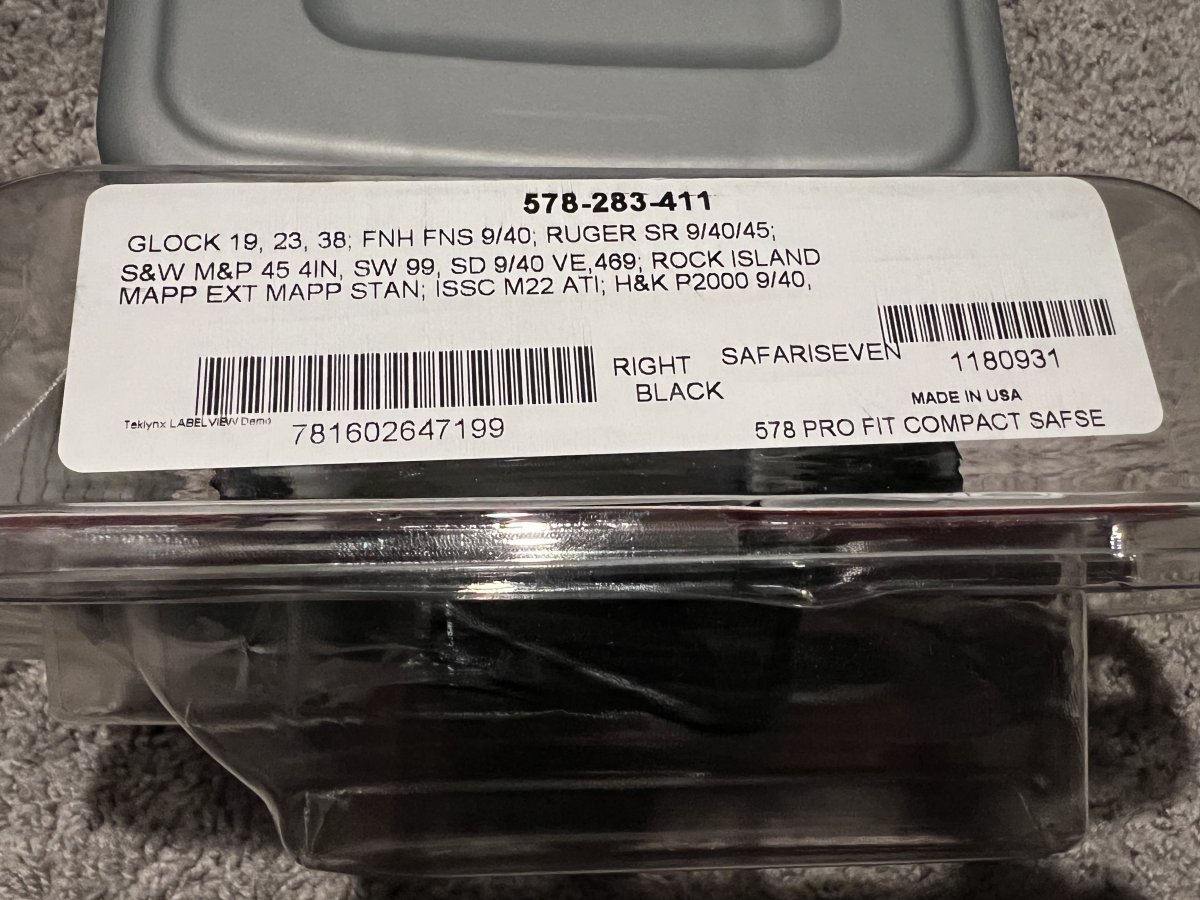 578-283-411
GLOCK 19, 23, 38; FNH FNS 9/40; RUGER SR 9/40/45;
S&W M&P 45 4IN, SW 99, SD 9/40 VE,469; ROCK ISLAND
MAPP EXT MAPP STAN; ISSC M22 ATI; H&K P2000 9/40,
RIGHT SAFARISEVEN
BLACK
1180931
MADE IN USA
Teklynx LABELVIEW Demo
781602647199
578 PRO FIT COMPACT SAFSE